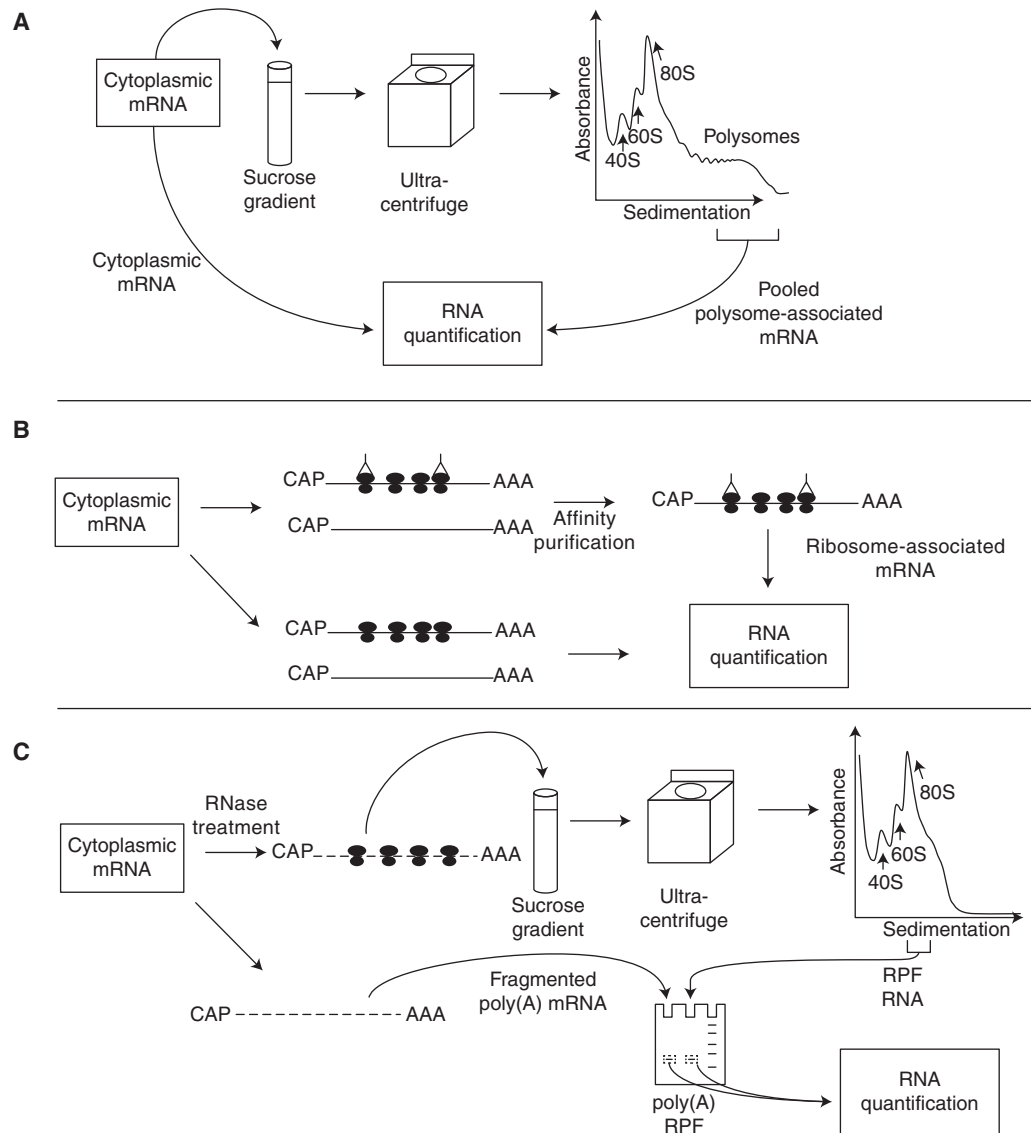 A
Cytoplasmic
mRNA
Sucrose
gradient
Ultra-
centrifuge
Absorbance
40S
60S
80S
Polysomes
Sedimentation
Cytoplasmic
mRNA
RNA
quantification
Pooled
polysome-associated
mRNA
B
Cytoplasmic
mRNA
CAP
AAA
CAP
AAA
Affinity
purification
CAP
AAA
Ribosome-associated
mRNA
CAP
AAA
CAP
AAA
RNA
quantification
C
Cytoplasmic
mRNA
RNase
treatment
CAP
AAA
Sucrose
gradient
Ultra-
centrifuge
Absorbance
40S
60S
80S
Sedimentation
RPF
RNA
CAP
AAA
Fragmented
poly(A) mRNA
poly(A)
RPF
RNA
quantification